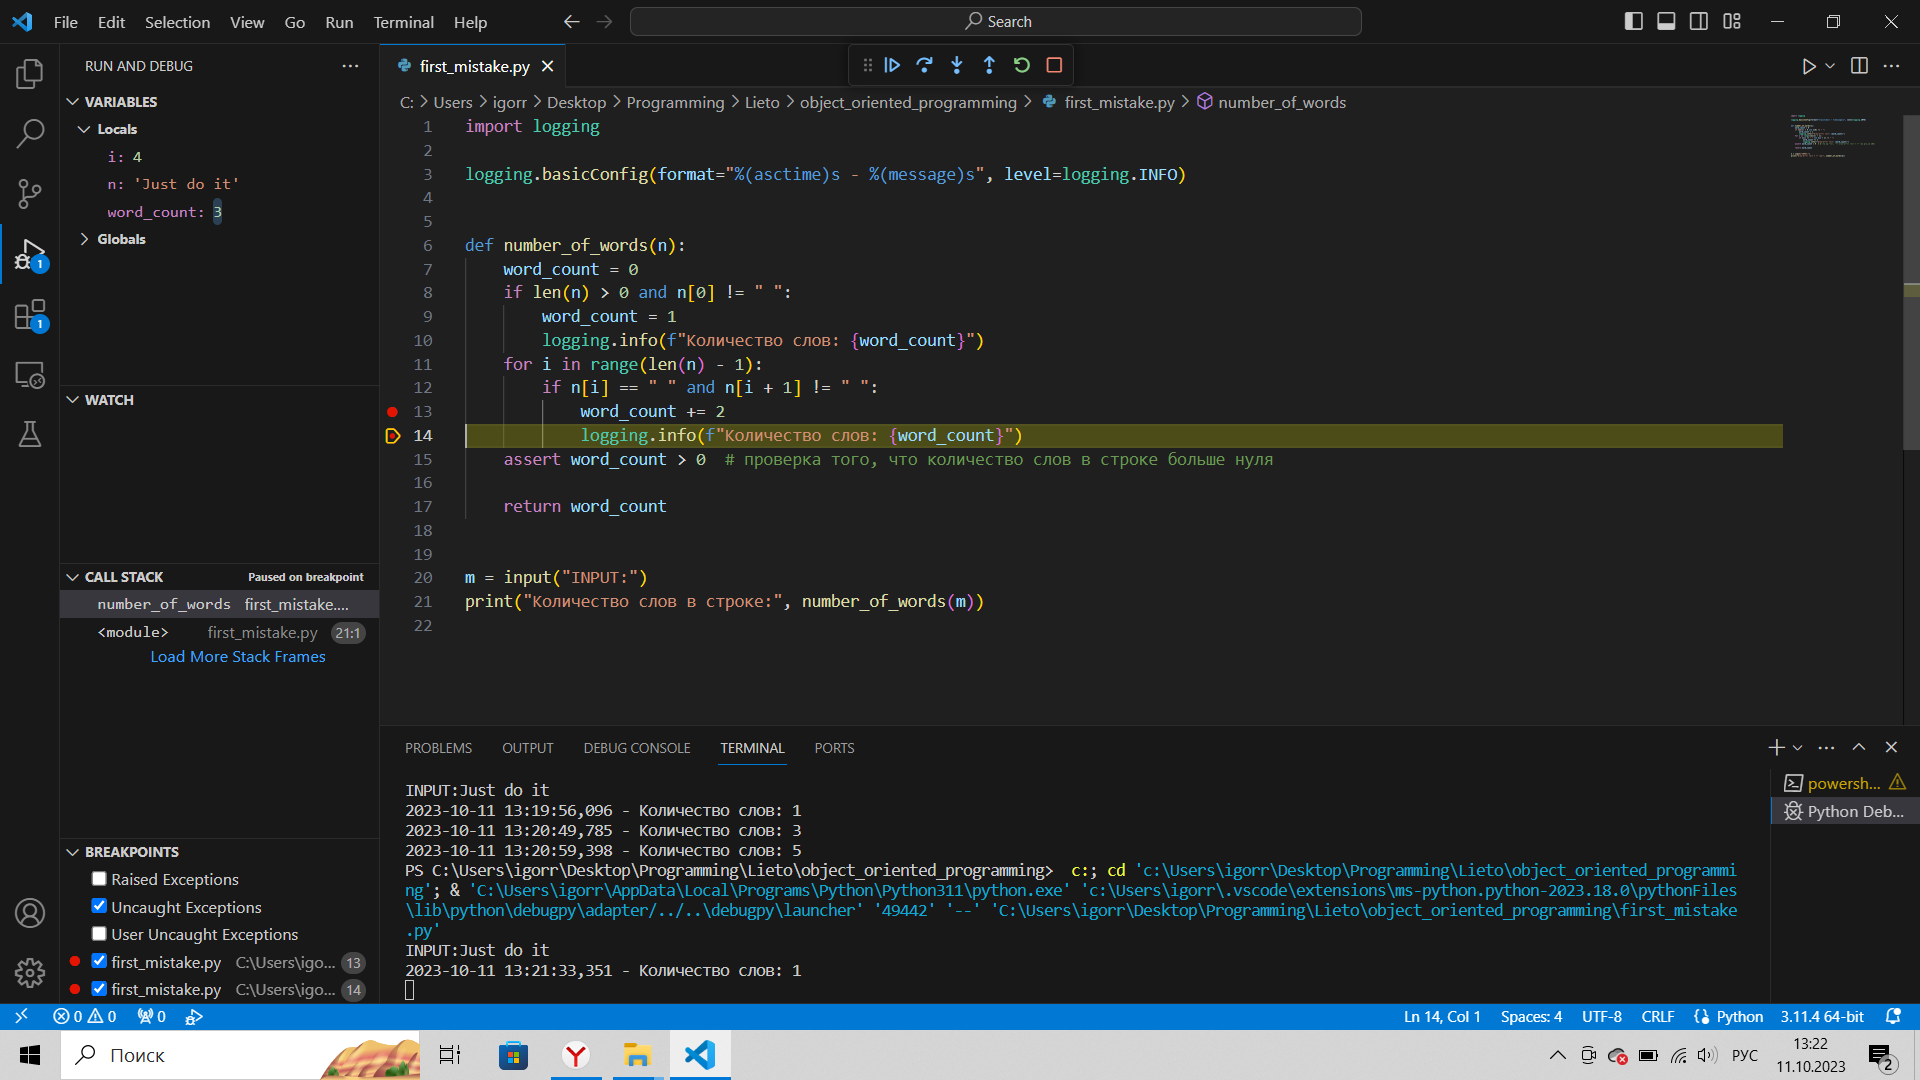 File Edit Selection View Go Run Terminal Help Search
RUN AND DEBUG
VARIABLES
Locals
i: 4
n: 'Just do it'
word_count: 3
Globals
WATCH
CALL STACK Paused on breakpoint
number_of_words first_mistake....
<module> first_mistake.py 21:1
Load More Stack Frames
BREAKPOINTS
Raised Exceptions
Uncaught Exceptions
User Uncaught Exceptions
first_mistake.py C:\Users\igo... 13
first_mistake.py C:\Users\igo... 14
1
1
first_mistake.py
C: > Users > igorr > Desktop > Programming > Lieto > object_oriented_programming > first_mistake.py > number_of_words
1 import logging
2
3 logging.basicConfig(format="%(asctime)s - %(message)s", level=logging.INFO)
4
5
6 def number_of_words(n):
7 word_count = 0
8 if len(n) > 0 and n[0] != " ":
9 word_count = 1
10 logging.info(f"Количество слов: {word_count}")
11 for i in range(len(n) - 1):
12 if n[i] == " " and n[i + 1] != " ":
13 word_count += 2
14 logging.info(f"Количество слов: {word_count}")
15 assert word_count > 0 # проверка того, что количество слов в строке больше нуля
16
17 return word_count
18
19
20 m = input("INPUT:")
21 print("Количество слов в строке:", number_of_words(m))
22
PROBLEMS OUTPUT DEBUG CONSOLE TERMINAL PORTS
INPUT:Just do it
2023-10-11 13:19:56,096 - Количество слов: 1
2023-10-11 13:20:49,785 - Количество слов: 3
2023-10-11 13:20:59,398 - Количество слов: 5
PS C:\Users\igorr\Desktop\Programming\Lieto\object_oriented_programming> c:; cd 'c:\Users\igorr\Desktop\Programming\Lieto\object_oriented_programmi
ng'; & 'C:\Users\igorr\AppData\Local\Programs\Python\Python311\python.exe' 'c:\Users\igorr\.vscode\extensions\ms-python.python-2023.18.0\pythonFiles
\lib\python\debugpy\adapter/../..\debugpy\launcher' '49442' '--' 'C:\Users\igorr\Desktop\Programming\Lieto\object_oriented_programming\first_mistake
.py'
INPUT:Just do it
2023-10-11 13:21:33,351 - Количество слов: 1
powersh...
Python Deb...
0 0 0 Ln 14, Col 1 Spaces: 4 UTF-8 CRLF Python 3.11.4 64-bit
Поиск
РУС
13:22
11.10.2023
2